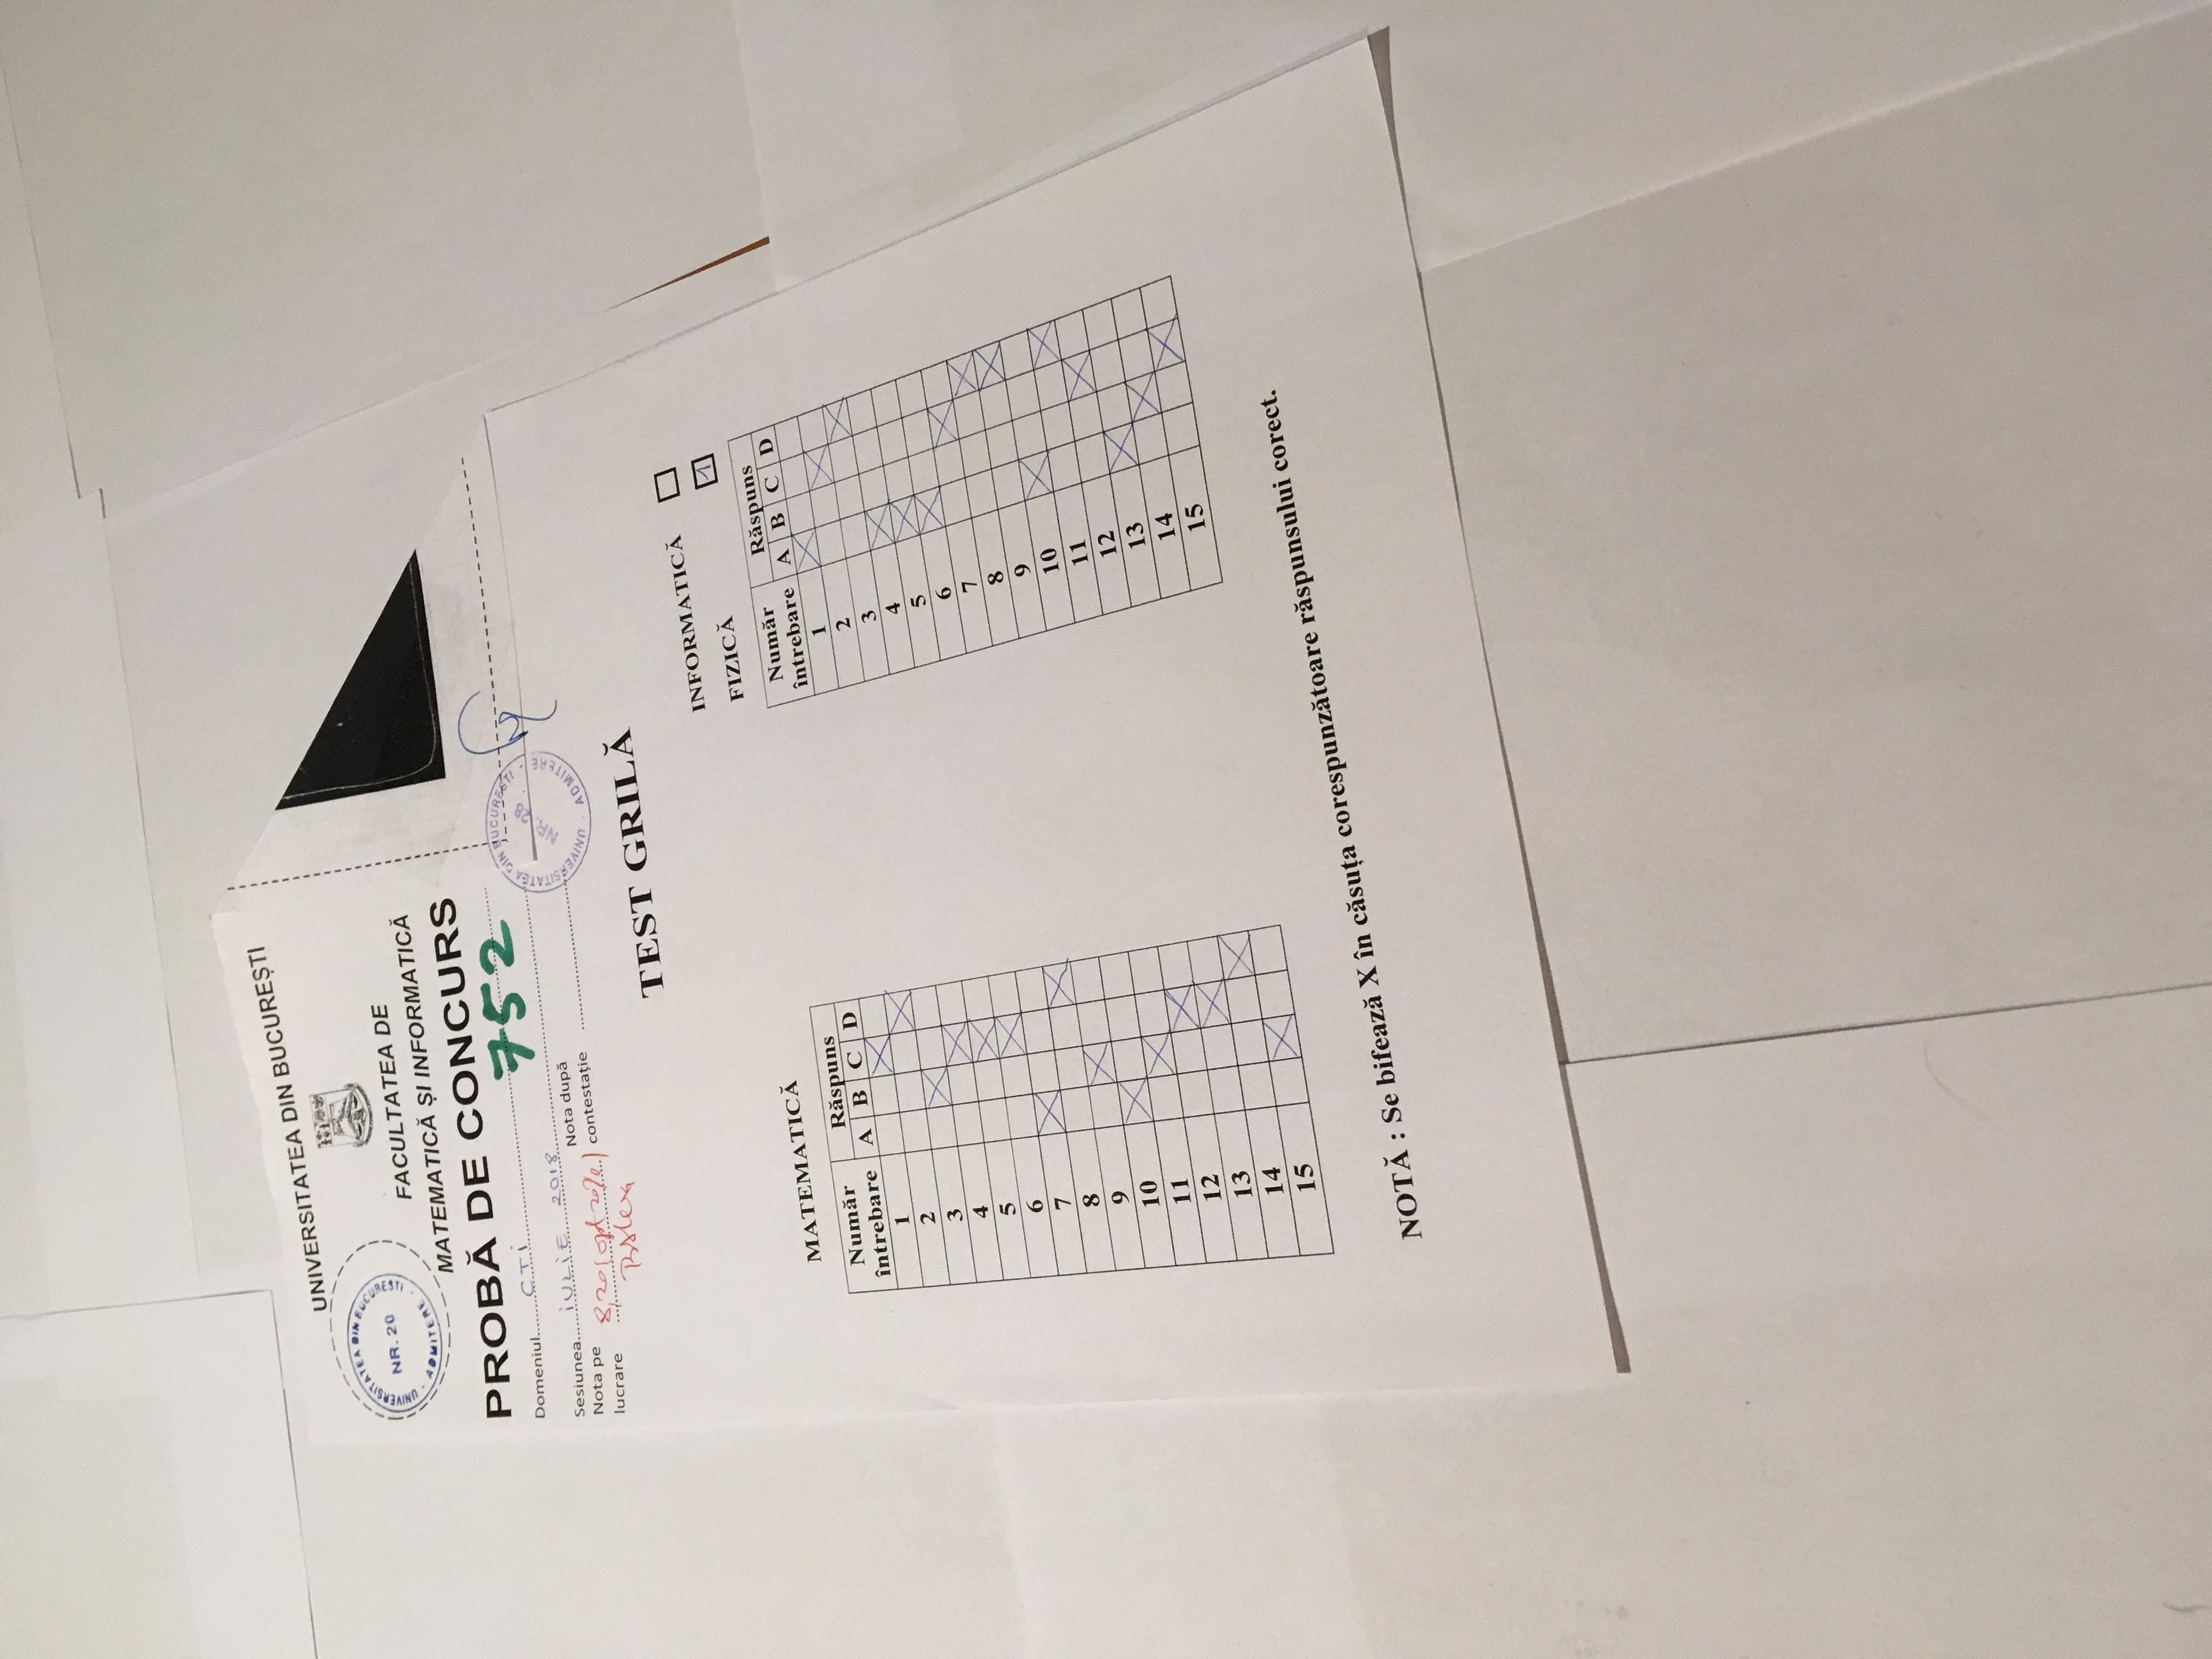 UNIVERSITATEA DIN BUCUREȘTI
UNIVERSITATEA DIN BUCUREȘTI
NR. 20
· ADMITERE ·
FACULTATEA DE
MATEMATICĂ ȘI INFORMATICĂ
PROBĂ DE CONCURS
752
Domeniul CTI
Sesiunea iULiE 2018
Nota pe lucrare 8,20 (opt 20%)
Nota după contestație
UNIVERSITATEA DIN BUCUREȘTI
NR. 28
· ADMITERE ·
TEST GRILĂ
INFORMATICĂ
FIZICĂ 1
MATEMATICĂ
Număr întrebare Răspuns
A B C D
1 X
2 X
3 X
4 X
5 X
6 X
7 X
8 X
9 X
10 X
11 X
12 X
13 X
14 X
15 X
Număr întrebare Răspuns
A B C D
1 X
2 X
3 X
4 X
5 X
6 X
7 X
8 X
9 X
10 X
11 X
12 X
13 X
14 X
15 X
NOTĂ : Se bifează X în căsuța corespunzătoare răspunsului corect.